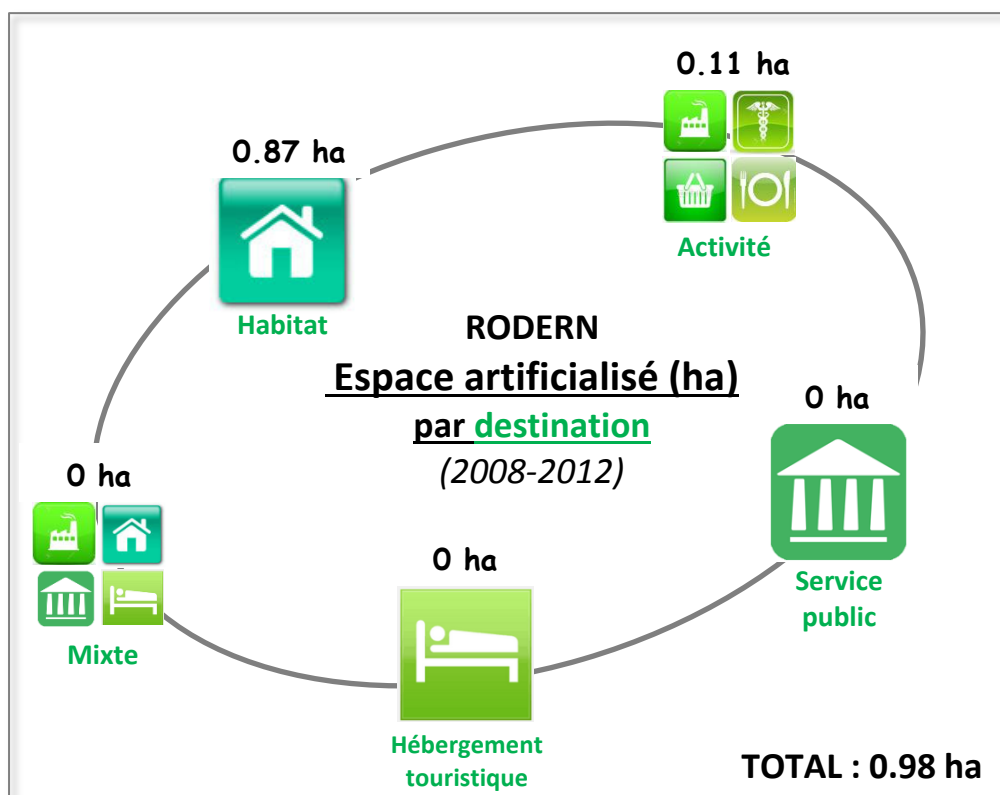 0.11 ha
Activité
0.87 ha
Habitat
RODERN
Espace artificialisé (ha)
par destination
(2008-2012)
0 ha
Service
public
0 ha
Mixte
0 ha
Hébergement
touristique
TOTAL : 0.98 ha